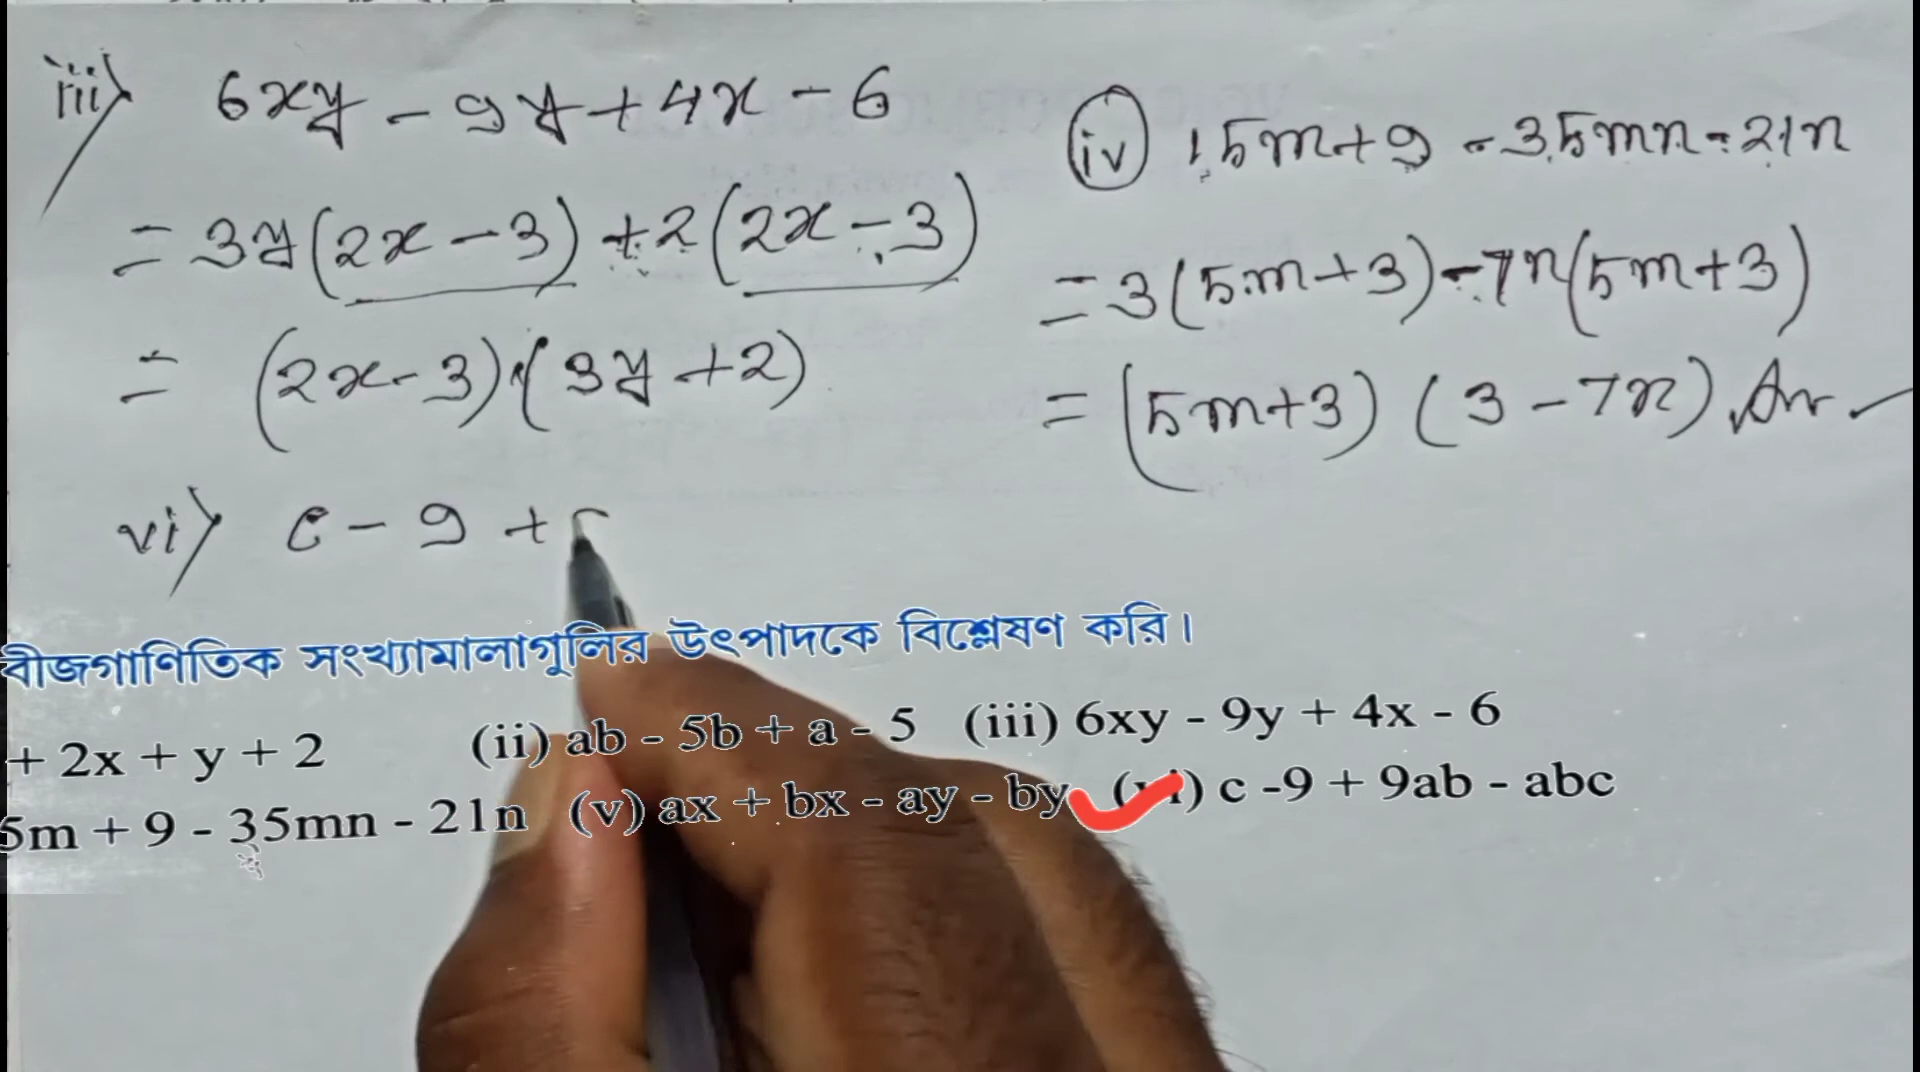 iii) 6xy - 9y + 4x - 6
= 3y(2x - 3) + 2(2x - 3)
= (2x - 3)(3y + 2)
iv) 15m + 9 - 35mn - 21n
= 3(5m + 3) - 7n(5m + 3)
= (5m + 3) (3 - 7n) Ans
vi) c - 9 +
বীজগাণিতিক সংখ্যামালাগুলির উৎপাদকে বিশ্লেষণ করি।
+ 2x + y + 2 (ii) ab - 5b + a - 5 (iii) 6xy - 9y + 4x - 6
5m + 9 - 35mn - 21n (v) ax + bx - ay - by (vi) c -9 + 9ab - abc